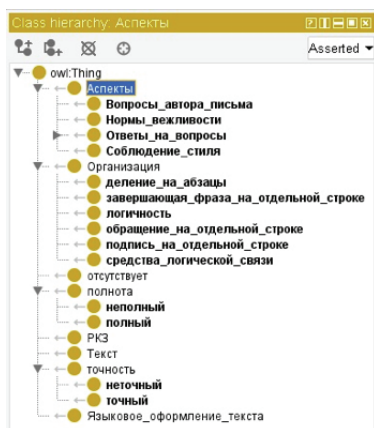 Class hierarchy: Аспекты
Asserted
owl:Thing
Аспекты
Вопросы_автора_письма
Нормы_вежливости
Ответы_на_вопросы
Соблюдение_стиля
Организация
деление_на_абзацы
завершающая_фраза_на_отдельной_строке
логичность
обращение_на_отдельной_строке
подпись_на_отдельной_строке
средства_логической_связи
отсутствует
полнота
неполный
полный
РКЗ
Текст
точность
неточный
точный
Языковое_оформление_текста